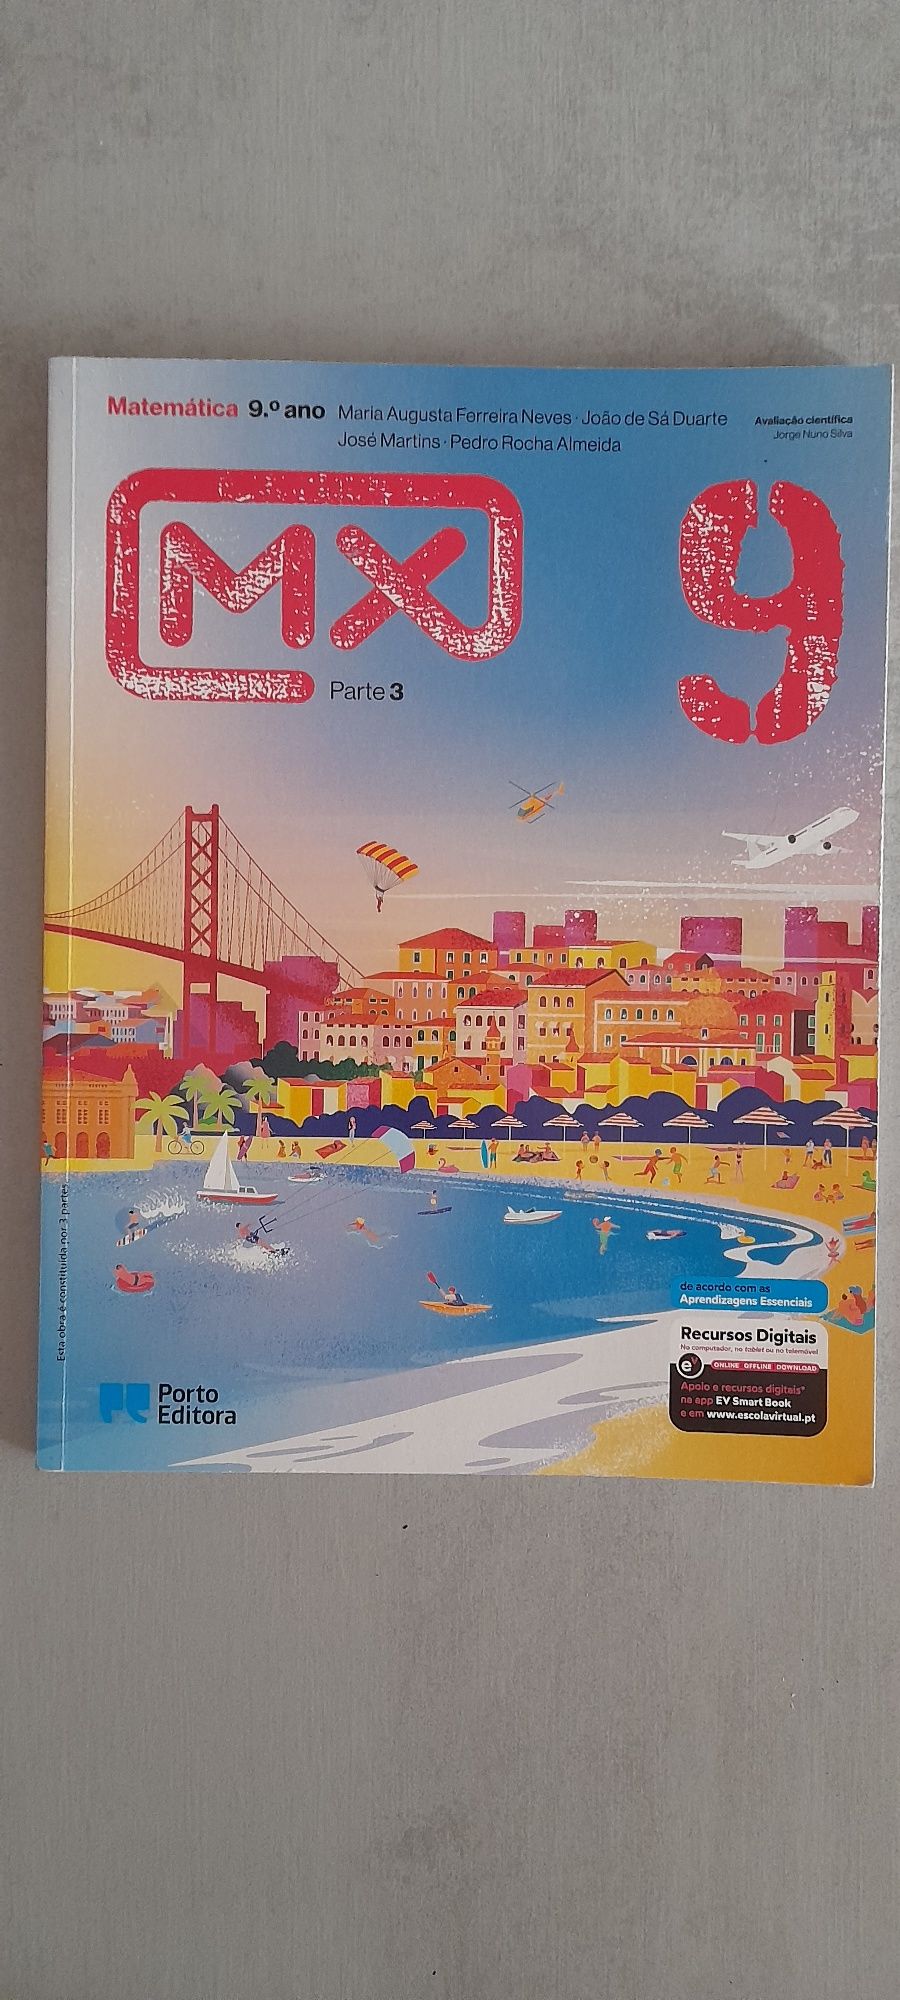 Matemática 9.º ano
Maria Augusta Ferreira Neves · João de Sá Duarte
José Martins · Pedro Rocha Almeida
Avaliação científica
Jorge Nuno Silva
MX
9
Parte 3
Esta obra é constituída por 3 partes
de acordo com as
Aprendizagens Essenciais
Recursos Digitais
No computador, no tablet ou no telemóvel
ev
ONLINE OFFLINE DOWNLOAD
Apoio e recursos digitais*
na app EV Smart Book
e em www.escolavirtual.pt
Porto
Editora